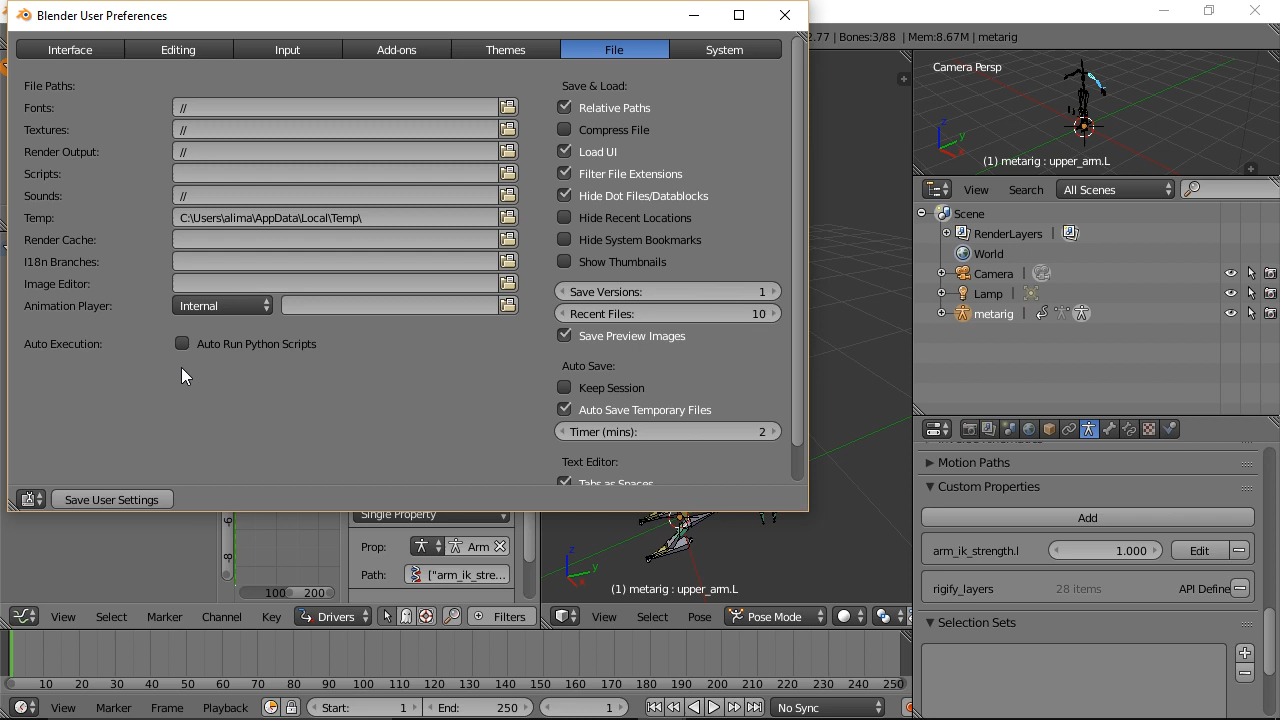 Blender User Preferences
Interface Editing Input Add-ons Themes File System
File Paths:
Fonts: //
Textures: //
Render Output: //
Scripts:
Sounds: //
Temp: C:\Users\alima\AppData\Local\Temp\
Render Cache:
I18n Branches:
Image Editor:
Animation Player: Internal
Auto Execution: Auto Run Python Scripts
Save & Load:
Relative Paths
Compress File
Load UI
Filter File Extensions
Hide Dot Files/Datablocks
Hide Recent Locations
Hide System Bookmarks
Show Thumbnails
Save Versions: 1
Recent Files: 10
Save Preview Images
Auto Save:
Keep Session
Auto Save Temporary Files
Timer (mins): 2
Text Editor:
Tabs as Spaces
Save User Settings
2.77 | Bones:3/88 | Mem:8.67M | metarig
Camera Persp
z
y
x
(1) metarig : upper_arm.L
View Search All Scenes
Scene
RenderLayers |
World
Camera |
Lamp |
metarig |
Motion Paths
Custom Properties
Add
arm_ik_strength.l 1.000 Edit
rigify_layers 28 items API Define
Selection Sets
-6
-8
100 200
Single Property
Prop: Arm
Path: ["arm_ik_stre...
z
y
(1) metarig : upper_arm.L
View Select Marker Channel Key Drivers Filters
View Select Pose Pose Mode
0 10 20 30 40 50 60 70 80 90 100 110 120 130 140 150 160 170 180 190 200 210 220 230 240 250
View Marker Frame Playback Start: 1 End: 250 1 No Sync